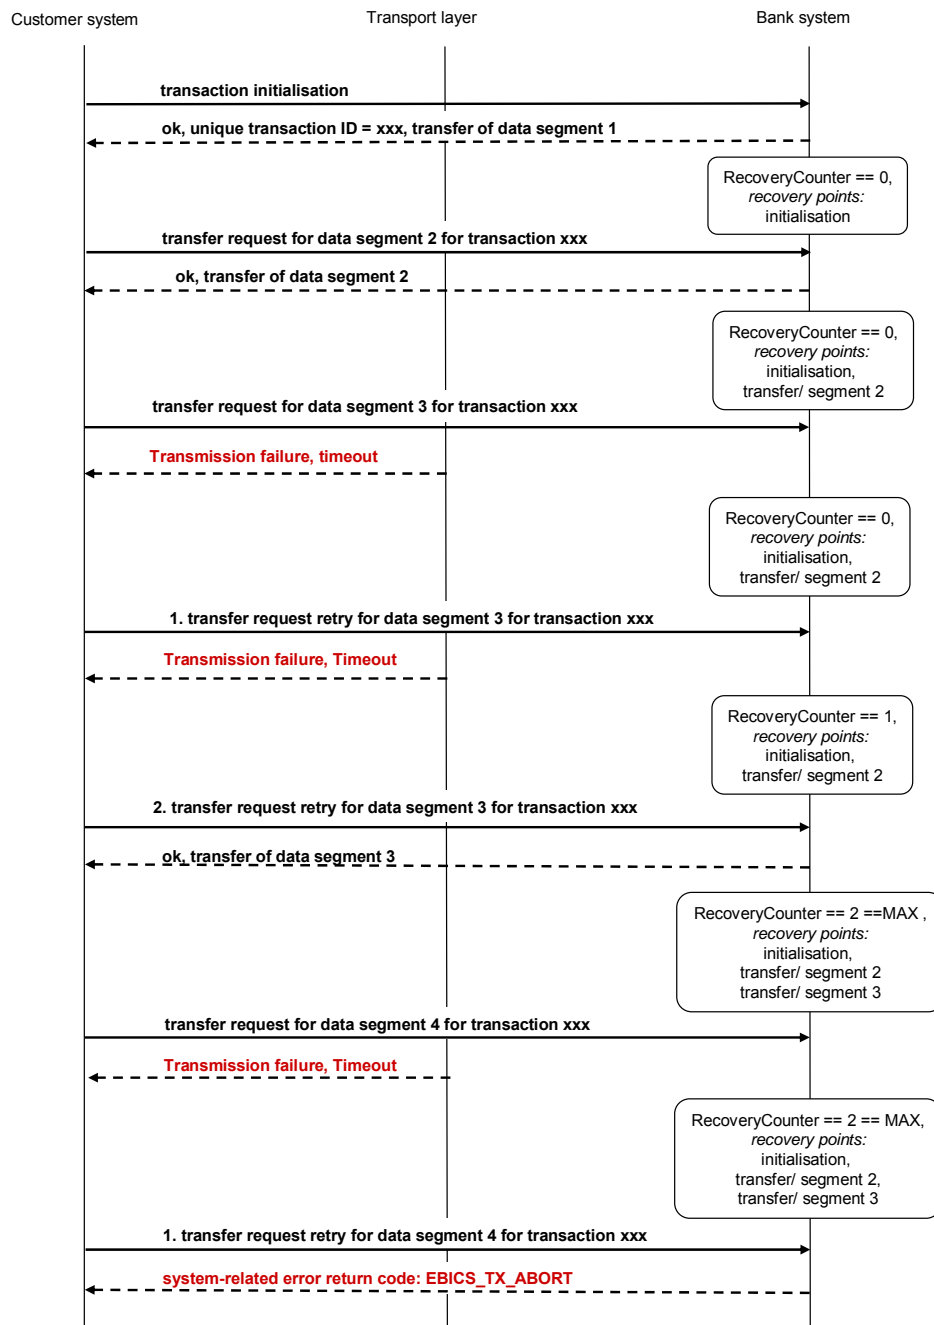 Customer system
Transport layer
Bank system
transaction initialisation
ok, unique transaction ID = xxx, transfer of data segment 1
RecoveryCounter == 0,
recovery points:
initialisation
transfer request for data segment 2 for transaction xxx
ok, transfer of data segment 2
RecoveryCounter == 0,
recovery points:
initialisation,
transfer/ segment 2
transfer request for data segment 3 for transaction xxx
Transmission failure, timeout
RecoveryCounter == 0,
recovery points:
initialisation,
transfer/ segment 2
1. transfer request retry for data segment 3 for transaction xxx
Transmission failure, Timeout
RecoveryCounter == 1,
recovery points:
initialisation,
transfer/ segment 2
2. transfer request retry for data segment 3 for transaction xxx
ok, transfer of data segment 3
RecoveryCounter == 2 ==MAX ,
recovery points:
initialisation,
transfer/ segment 2
transfer/ segment 3
transfer request for data segment 4 for transaction xxx
Transmission failure, Timeout
RecoveryCounter == 2 == MAX,
recovery points:
initialisation,
transfer/ segment 2,
transfer/ segment 3
1. transfer request retry for data segment 4 for transaction xxx
system-related error return code: EBICS_TX_ABORT